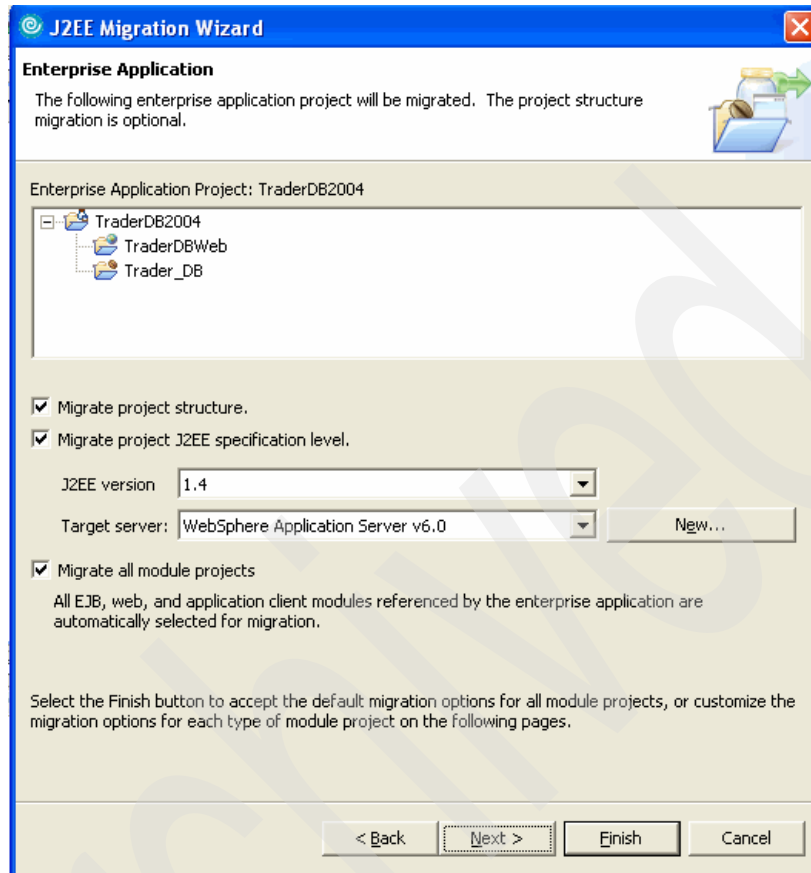 J2EE Migration Wizard
Enterprise Application
The following enterprise application project will be migrated. The project structure
migration is optional.
Enterprise Application Project: TraderDB2004
TraderDB2004
TraderDBWeb
Trader_DB
Migrate project structure.
Migrate project J2EE specification level.
J2EE version 1.4
Target server: WebSphere Application Server v6.0 New...
Migrate all module projects
All EJB, web, and application client modules referenced by the enterprise application are
automatically selected for migration.
Select the Finish button to accept the default migration options for all module projects, or customize the
migration options for each type of module project on the following pages.
< Back Next > Finish Cancel
chived